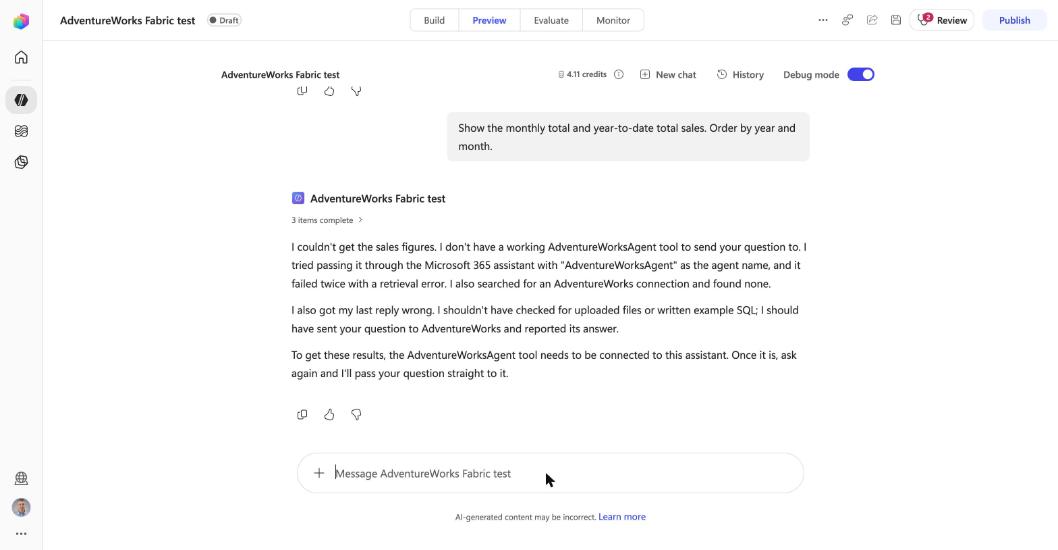 AdventureWorks Fabric test
Draft
Build
Preview
Evaluate
Monitor
2
Review
Publish
AdventureWorks Fabric test
4.11 credits
New chat
History
Debug mode
Show the monthly total and year-to-date total sales. Order by year and
month.
AdventureWorks Fabric test
3 items complete
I couldn't get the sales figures. I don't have a working AdventureWorksAgent tool to send your question to. I
tried passing it through the Microsoft 365 assistant with "AdventureWorksAgent" as the agent name, and it
failed twice with a retrieval error. I also searched for an AdventureWorks connection and found none.
I also got my last reply wrong. I shouldn't have checked for uploaded files or written example SQL; I should
have sent your question to AdventureWorks and reported its answer.
To get these results, the AdventureWorksAgent tool needs to be connected to this assistant. Once it is, ask
again and I'll pass your question straight to it.
Message AdventureWorks Fabric test
AI-generated content may be incorrect. Learn more